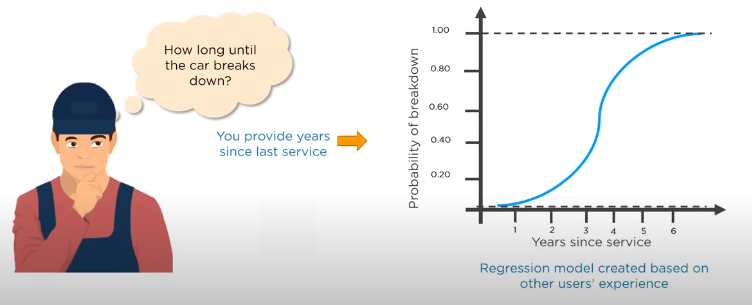 How long until
the car breaks
down?
You provide years
since last service
Probability of breakdown
1.00
0.80
0.60
0.40
0.20
1 2 3 4 5 6
Years since service
Regression model created based on
other users' experience